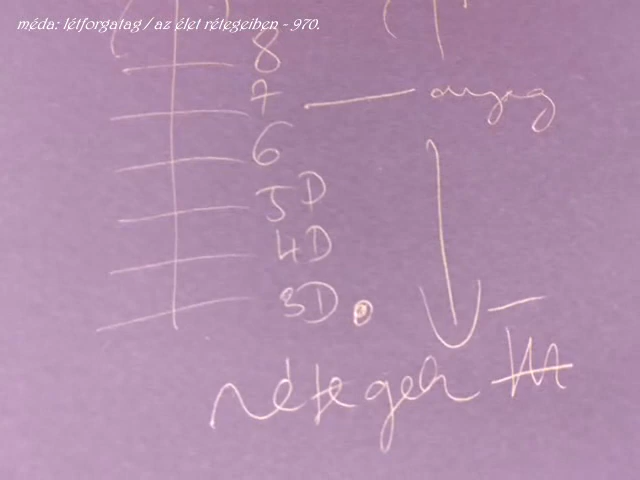 méda: létforgatag / az élet rétegeiben - 970.
8
7 — anyag
6
5D
4D
3D
rétegek